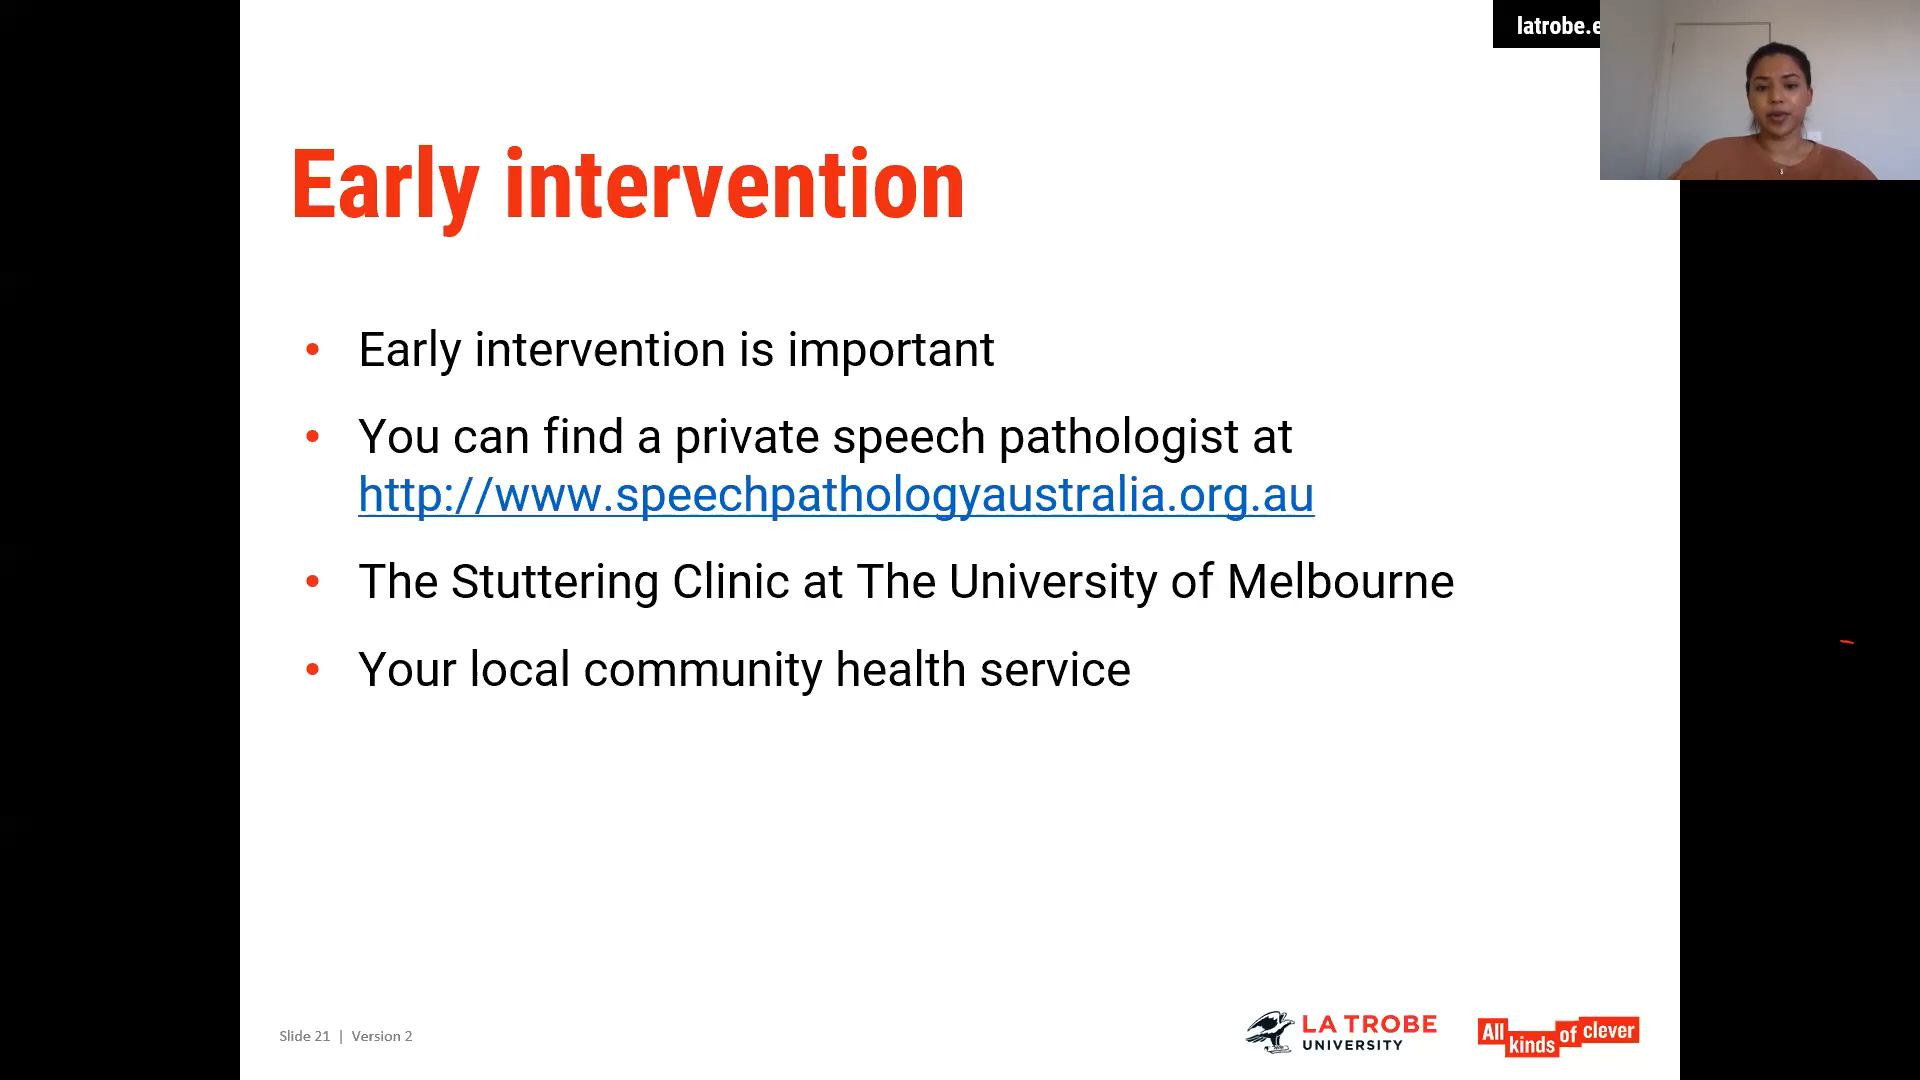 latrobe.e
Early intervention
• Early intervention is important
• You can find a private speech pathologist at
http://www.speechpathologyaustralia.org.au
• The Stuttering Clinic at The University of Melbourne
• Your local community health service
Slide 21 | Version 2
LA TROBE
UNIVERSITY
All kinds of clever